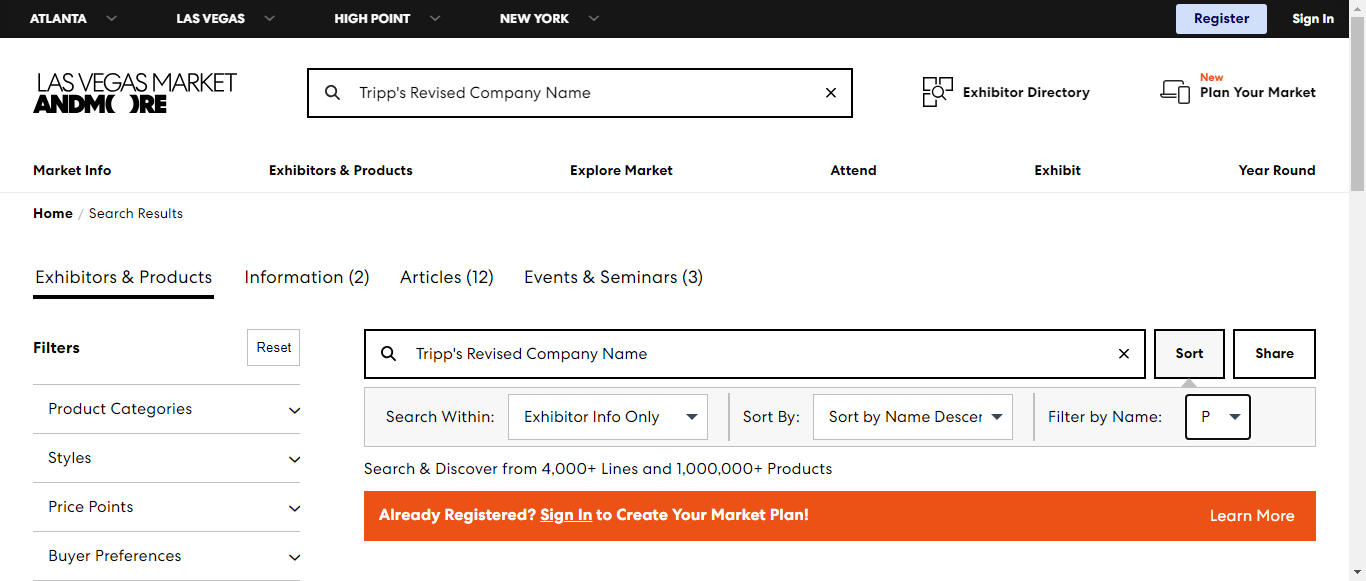 ATLANTA LAS VEGAS HIGH POINT NEW YORK Register Sign In
LAS VEGAS MARKET
ANDMORE
Tripp's Revised Company Name
Exhibitor Directory
New
Plan Your Market
Market Info Exhibitors & Products Explore Market Attend Exhibit Year Round
Home / Search Results
Exhibitors & Products Information (2) Articles (12) Events & Seminars (3)
Filters Reset
Tripp's Revised Company Name Sort Share
Product Categories
Styles
Price Points
Buyer Preferences
Search Within: Exhibitor Info Only Sort By: Sort by Name Descer Filter by Name: P
Search & Discover from 4,000+ Lines and 1,000,000+ Products
Already Registered? Sign In to Create Your Market Plan! Learn More